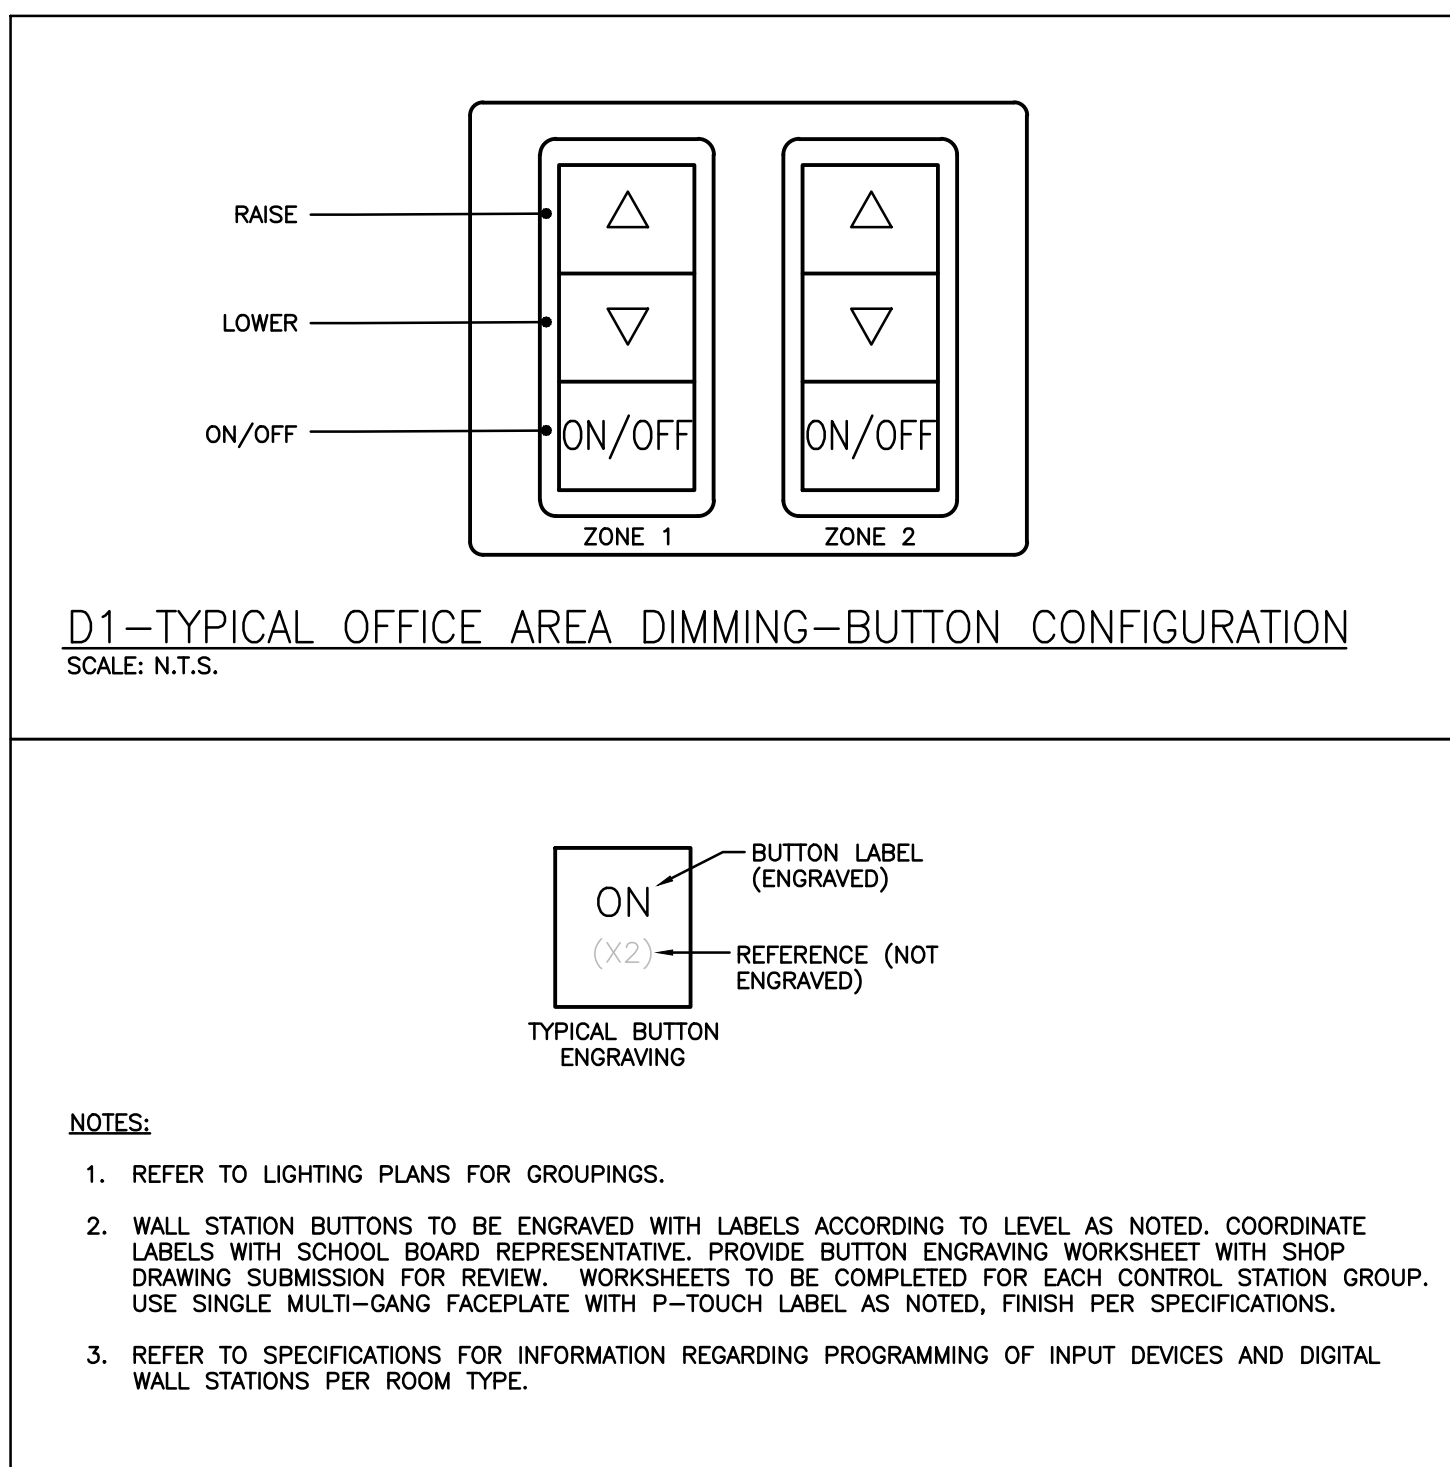 RAISE
LOWER
ON/OFF
ON/OFF
ON/OFF
ZONE 1
ZONE 2
D1-TYPICAL OFFICE AREA DIMMING-BUTTON CONFIGURATION
SCALE: N.T.S.
ON
(X2)
BUTTON LABEL
(ENGRAVED)
REFERENCE (NOT
ENGRAVED)
TYPICAL BUTTON
ENGRAVING
NOTES:
1. REFER TO LIGHTING PLANS FOR GROUPINGS.
2. WALL STATION BUTTONS TO BE ENGRAVED WITH LABELS ACCORDING TO LEVEL AS NOTED. COORDINATE
LABELS WITH SCHOOL BOARD REPRESENTATIVE. PROVIDE BUTTON ENGRAVING WORKSHEET WITH SHOP
DRAWING SUBMISSION FOR REVIEW. WORKSHEETS TO BE COMPLETED FOR EACH CONTROL STATION GROUP.
USE SINGLE MULTI-GANG FACEPLATE WITH P-TOUCH LABEL AS NOTED, FINISH PER SPECIFICATIONS.
3. REFER TO SPECIFICATIONS FOR INFORMATION REGARDING PROGRAMMING OF INPUT DEVICES AND DIGITAL
WALL STATIONS PER ROOM TYPE.